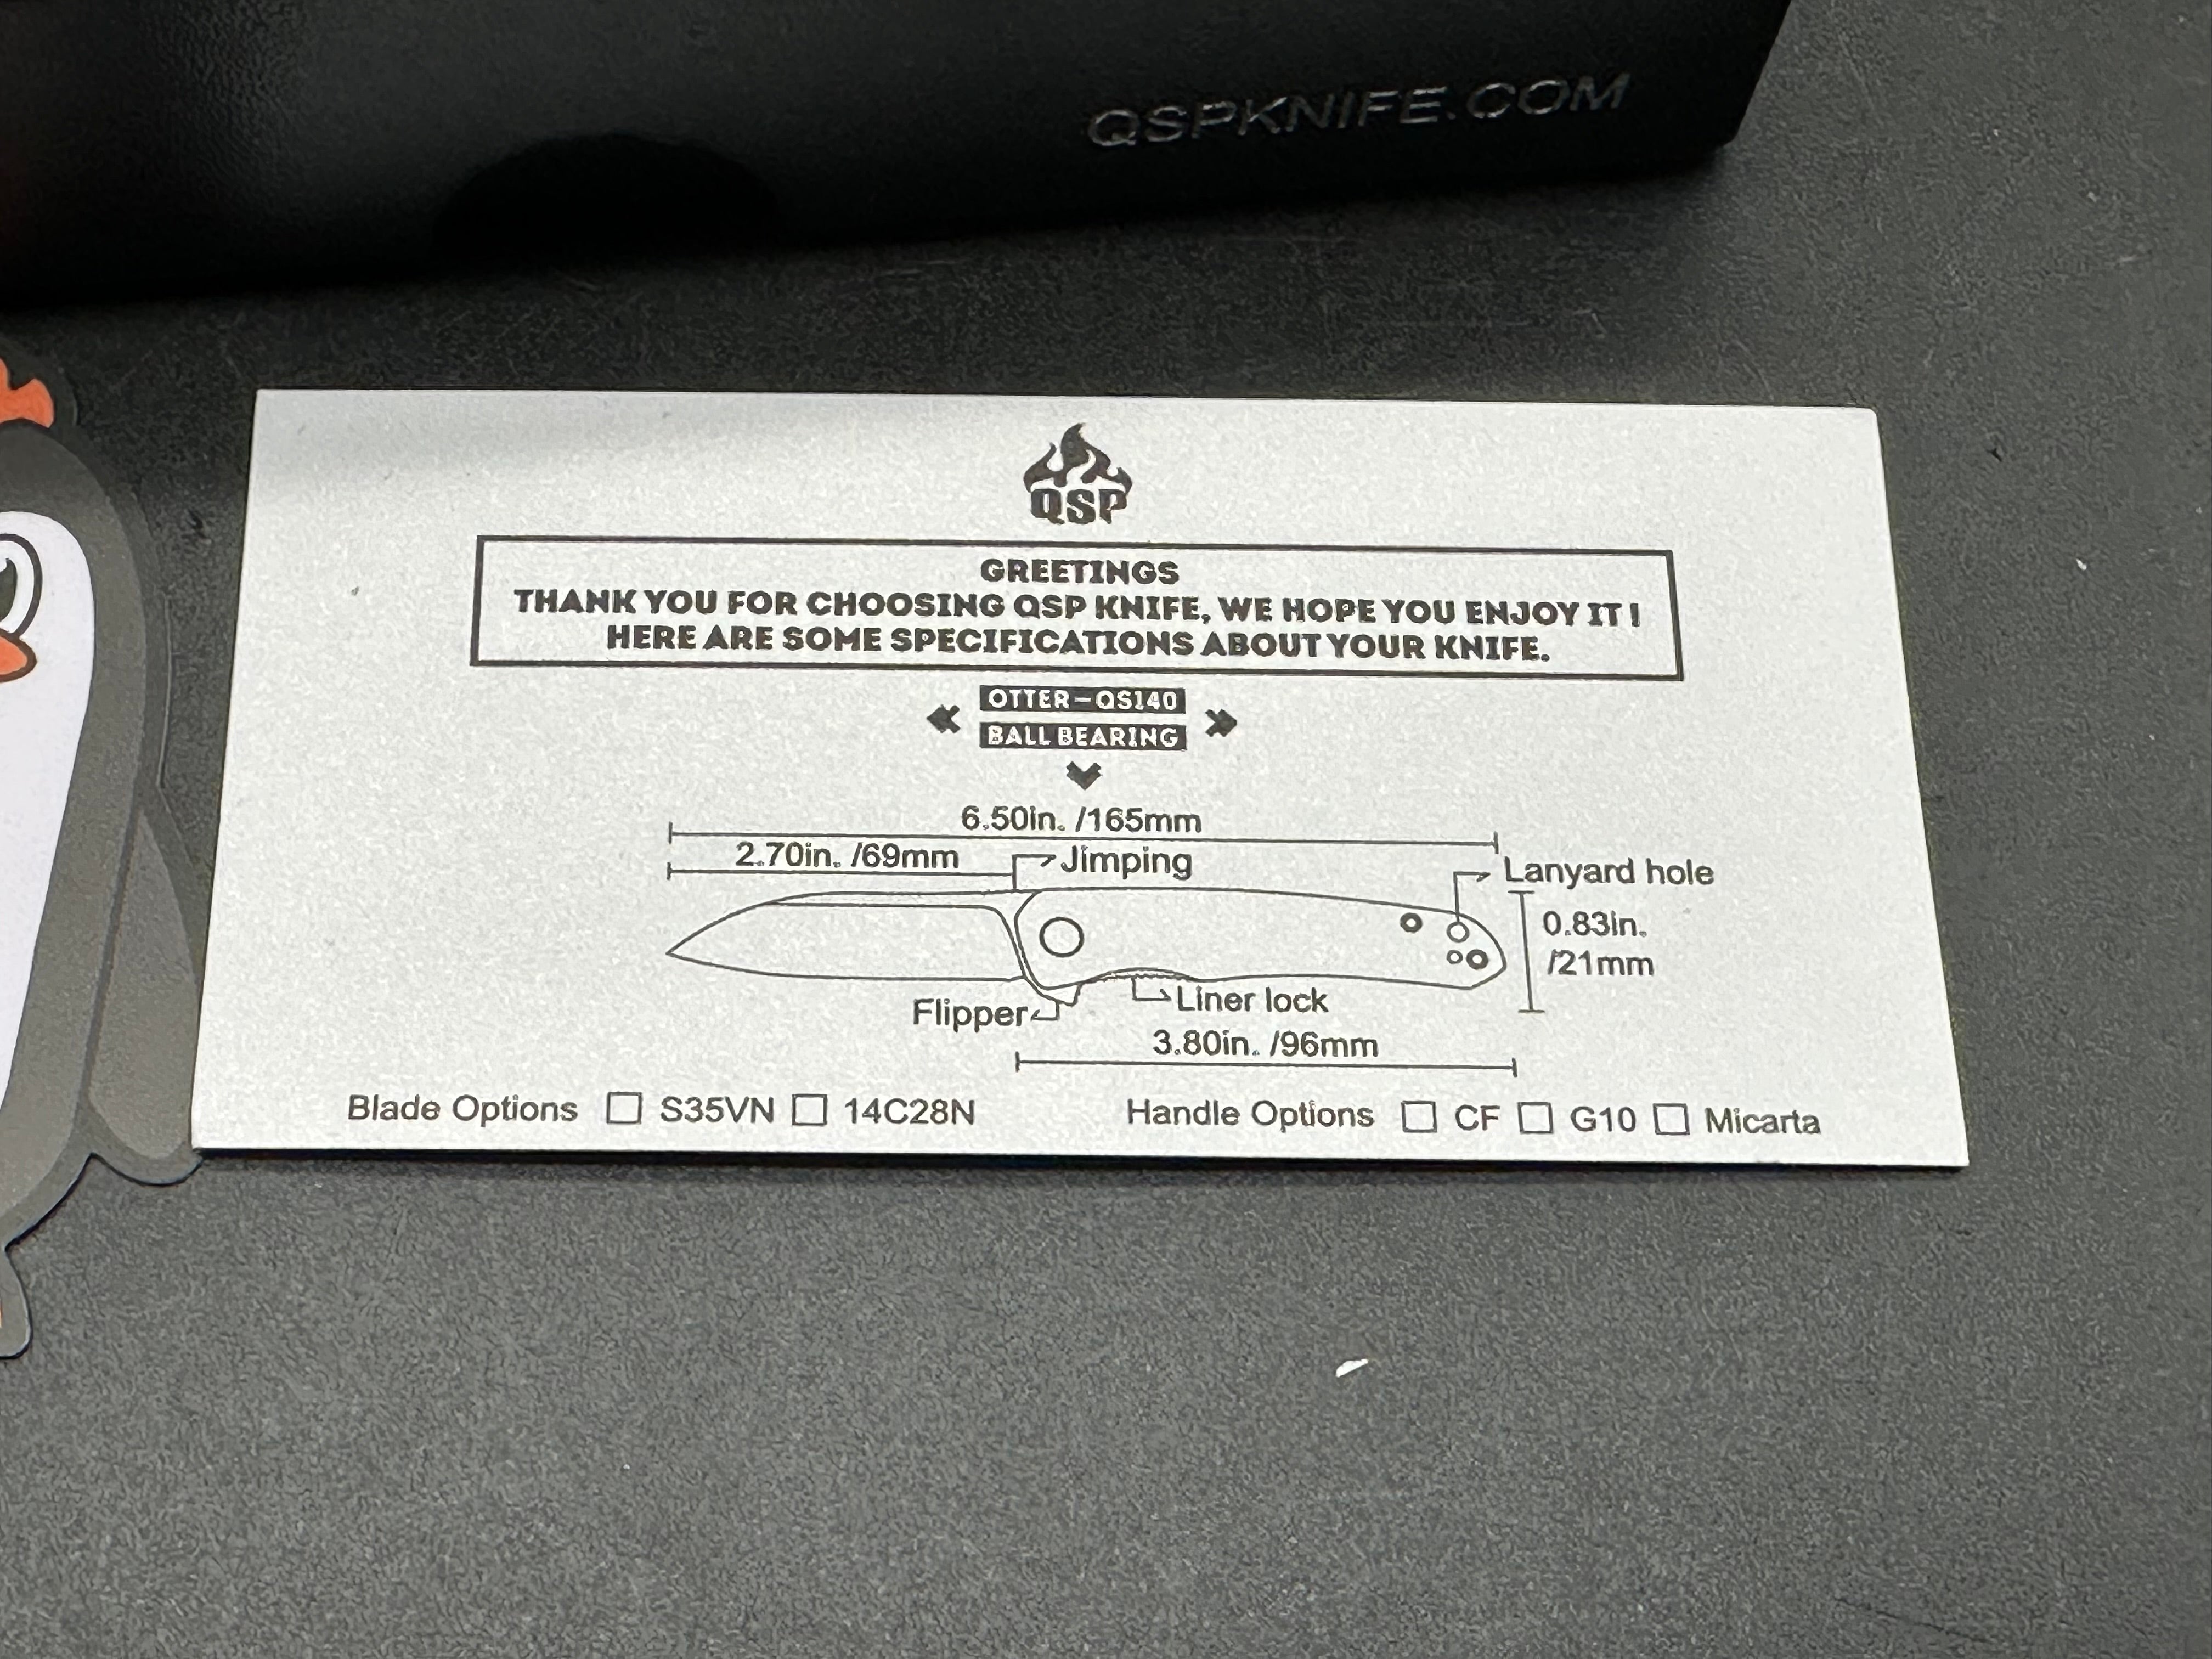 QSPKNIFE.COM
QSP
GREETINGS
THANK YOU FOR CHOOSING QSP KNIFE, WE HOPE YOU ENJOY IT !
HERE ARE SOME SPECIFICATIONS ABOUT YOUR KNIFE.
OTTER-QS140
BALL BEARING
6.50in. /165mm
2.70in. /69mm
Jimping
Lanyard hole
0.83in.
/21mm
Flipper
Liner lock
3.80in. /96mm
Blade Options □ S35VN □ 14C28N
Handle Options □ CF □ G10 □ Micarta